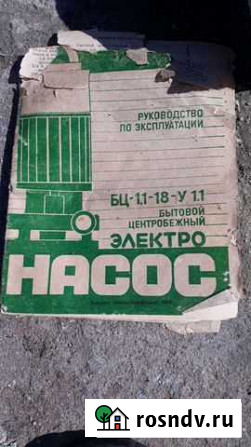 РУКОВОДСТВО
ПО ЭКСПЛУАТАЦИИ
БЦ-1,1-18-У 1.1
БЫТОВОЙ
ЦЕНТРОБЕЖНЫЙ
ЭЛЕКТРО
НАСОС
rosndv.ru